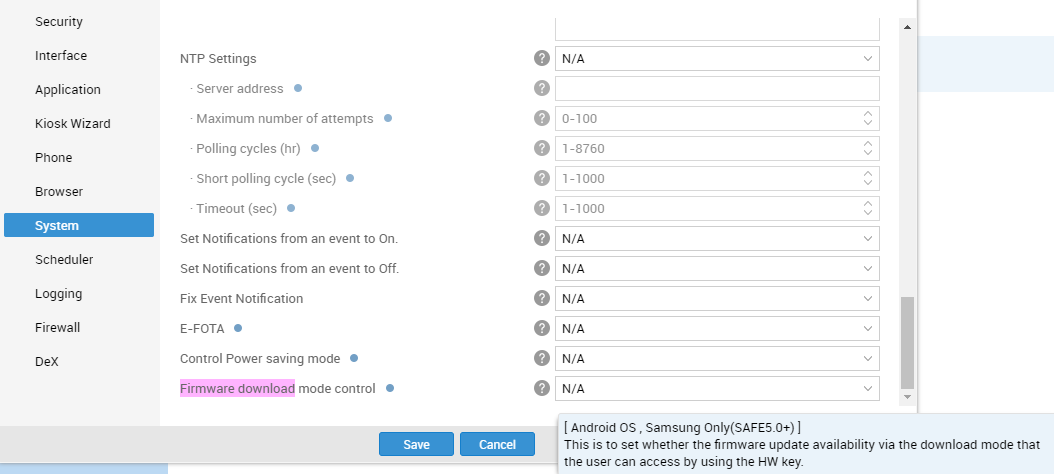 Security
Interface
Application
Kiosk Wizard
Phone
Browser
System
Scheduler
Logging
Firewall
DeX
NTP Settings ? N/A
· Server address ?
· Maximum number of attempts ? 0-100
· Polling cycles (hr) ? 1-8760
· Short polling cycle (sec) ? 1-1000
· Timeout (sec) ? 1-1000
Set Notifications from an event to On. ? N/A
Set Notifications from an event to Off. ? N/A
Fix Event Notification ? N/A
E-FOTA ? N/A
Control Power saving mode ? N/A
Firmware download mode control ? N/A
Save Cancel
[ Android OS , Samsung Only(SAFE5.0+) ]
This is to set whether the firmware update availability via the download mode that
the user can access by using the HW key.